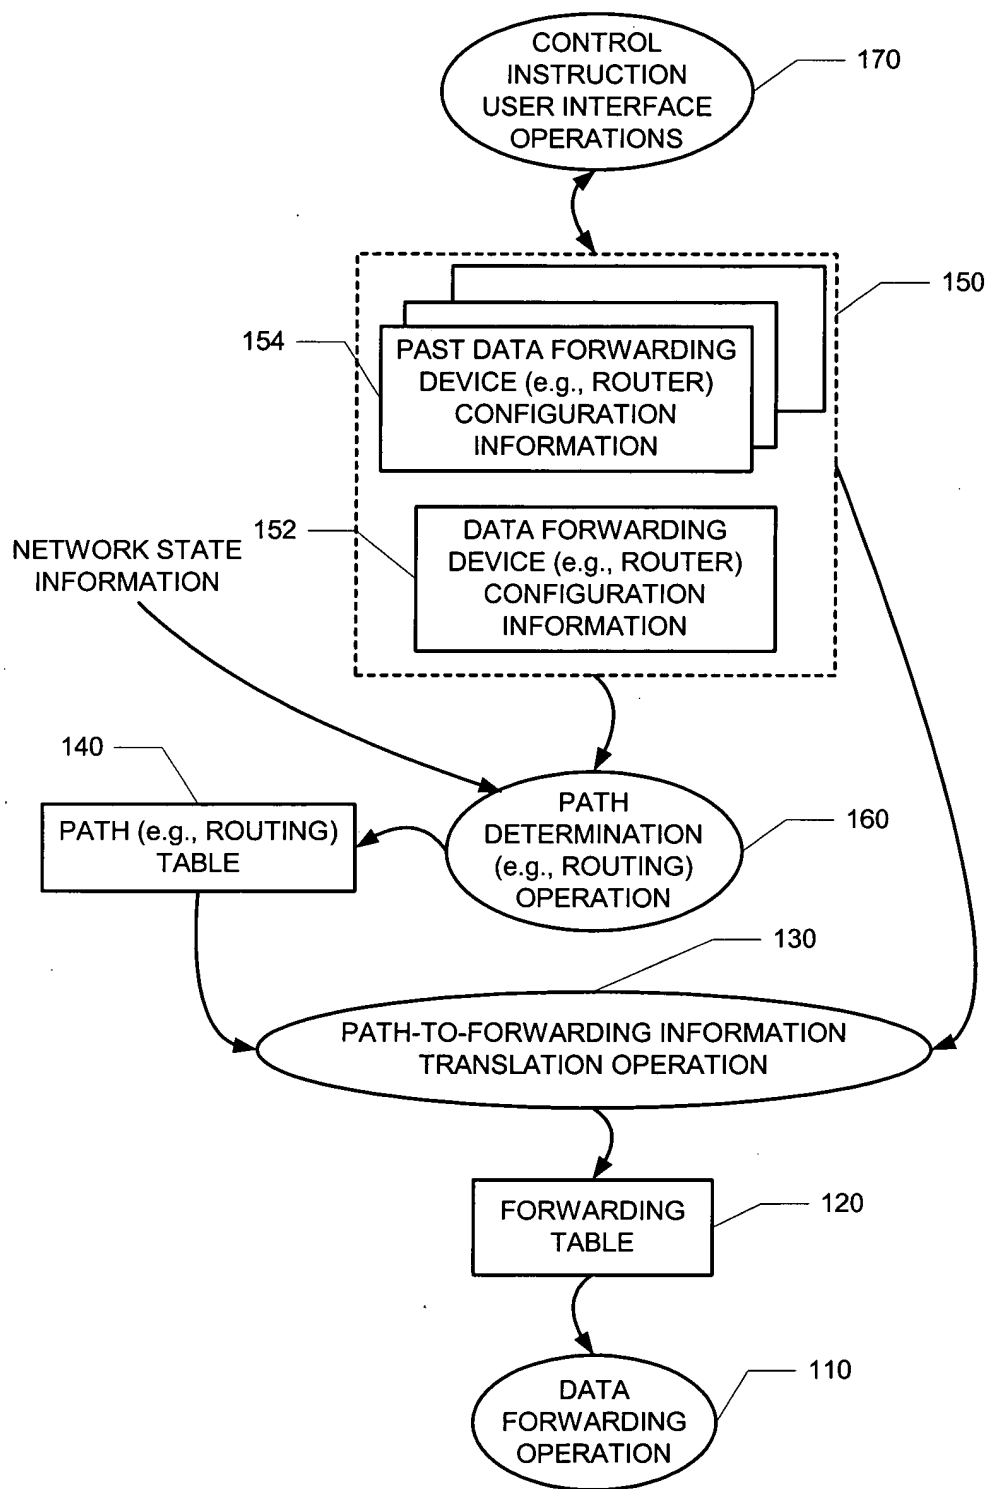 CONTROL
INSTRUCTION
USER INTERFACE
OPERATIONS
170
150
154
PAST DATA FORWARDING
DEVICE (e.g., ROUTER)
CONFIGURATION
INFORMATION
152
DATA FORWARDING
DEVICE (e.g., ROUTER)
CONFIGURATION
INFORMATION
NETWORK STATE
INFORMATION
140
PATH (e.g., ROUTING)
TABLE
PATH
DETERMINATION
(e.g., ROUTING)
OPERATION
160
130
PATH-TO-FORWARDING INFORMATION
TRANSLATION OPERATION
FORWARDING
TABLE
120
DATA
FORWARDING
OPERATION
110